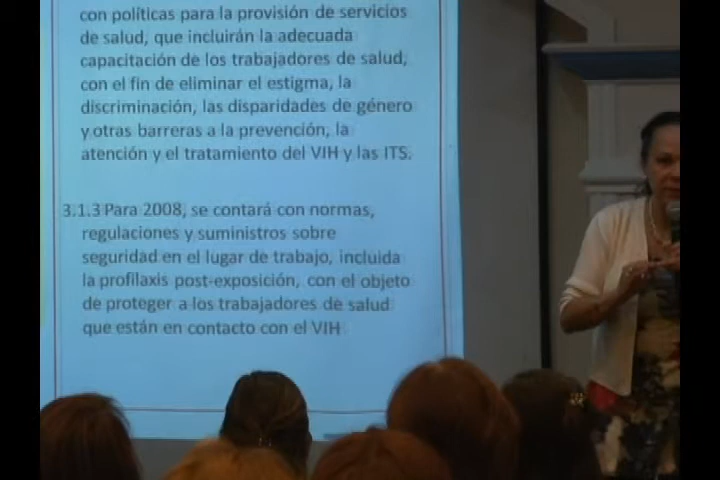 con políticas para la provisión de servicios
de salud, que incluirán la adecuada
capacitación de los trabajadores de salud,
con el fin de eliminar el estigma, la
discriminación, las disparidades de género
y otras barreras a la prevención, la
atención y el tratamiento del VIH y las ITS.
3.1.3 Para 2008, se contará con normas,
regulaciones y suministros sobre
seguridad en el lugar de trabajo, incluida
la profilaxis post-exposición, con el objeto
de proteger a los trabajadores de salud
que están en contacto con el VIH